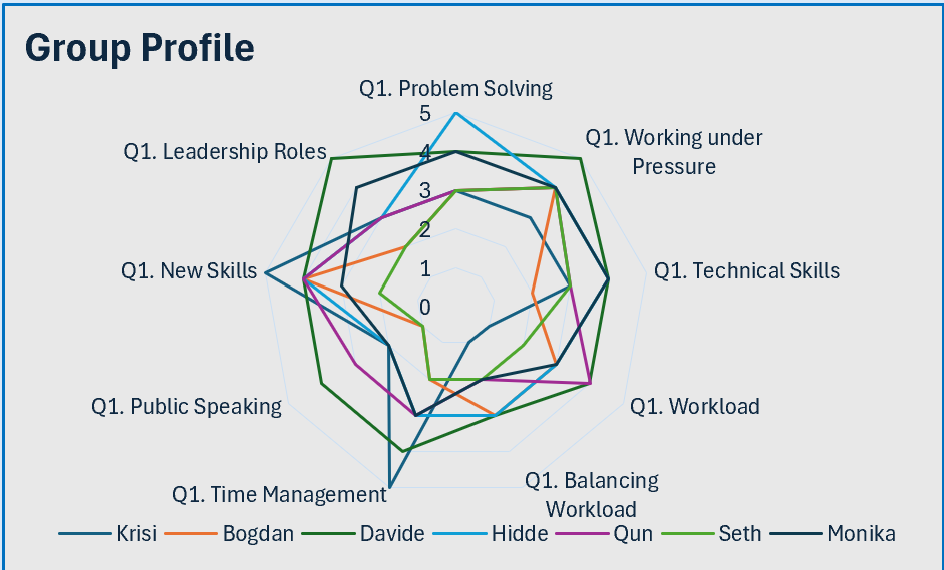 Group Profile
Q1. Problem Solving
5
Q1. Working under
Pressure
Q1. Leadership Roles
4
3
2
Q1. New Skills
Q1. Technical Skills
1
0
Q1. Public Speaking
Q1. Workload
Q1. Time Management
Q1. Balancing
Workload
Krisi Bogdan Davide Hidde Qun Seth Monika